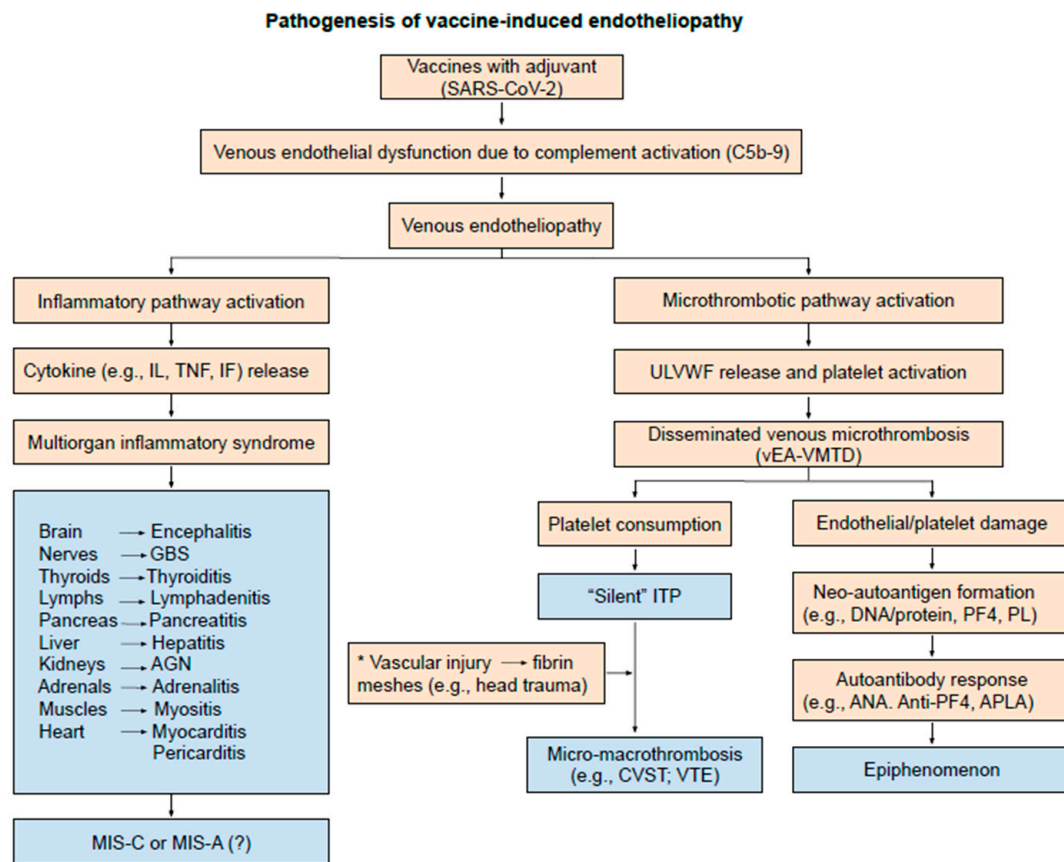 Pathogenesis of vaccine-induced endotheliopathy
Vaccines with adjuvant
(SARS-CoV-2)
Venous endothelial dysfunction due to complement activation (C5b-9)
Venous endotheliopathy
Inflammatory pathway activation
Microthrombotic pathway activation
Cytokine (e.g., IL, TNF, IF) release
ULVWF release and platelet activation
Multiorgan inflammatory syndrome
Disseminated venous microthrombosis
(vEA-VMTD)
Brain → Encephalitis
Nerves → GBS
Thyroids → Thyroiditis
Lymphs → Lymphadenitis
Pancreas → Pancreatitis
Liver → Hepatitis
Kidneys → AGN
Adrenals → Adrenalitis
Muscles → Myositis
Heart → Myocarditis
Pericarditis
MIS-C or MIS-A (?)
Platelet consumption
“Silent” ITP
* Vascular injury → fibrin
meshes (e.g., head trauma)
Micro-macrothrombosis
(e.g., CVST; VTE)
Endothelial/platelet damage
Neo-autoantigen formation
(e.g., DNA/protein, PF4, PL)
Autoantibody response
(e.g., ANA. Anti-PF4, APLA)
Epiphenomenon